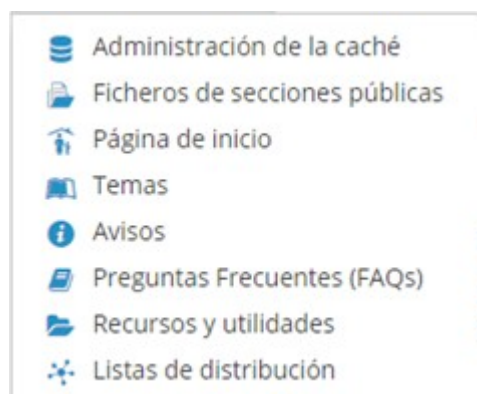 Administración de la caché
Ficheros de secciones públicas
Página de inicio
Temas
Avisos
Preguntas Frecuentes (FAQs)
Recursos y utilidades
Listas de distribución